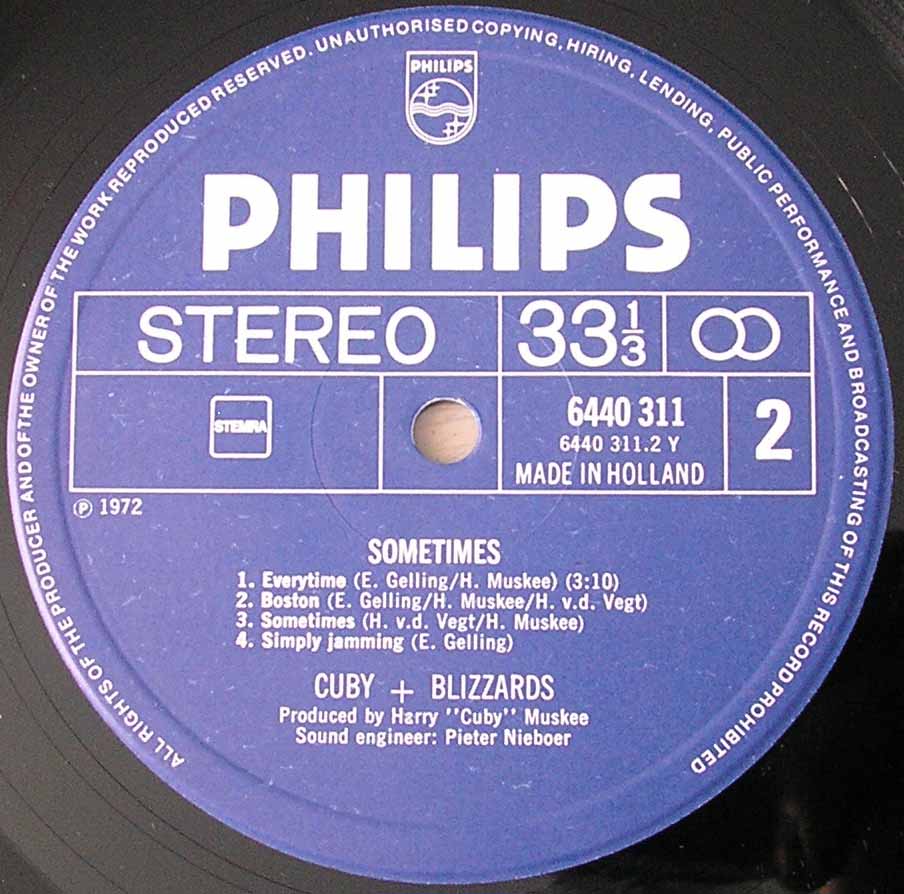 ALL RIGHTS OF THE PRODUCER AND OF THE OWNER OF THE WORK REPRODUCED RESERVED. UNAUTHORISED COPYING, HIRING, LENDING, PUBLIC PERFORMANCE AND BROADCASTING OF THIS RECORD PROHIBITED
PHILIPS
PHILIPS
STEREO 33 1/3
STEMRA
6440 311
6440 311.2 Y
MADE IN HOLLAND
2
℗ 1972
SOMETIMES
1. Everytime (E. Gelling/H. Muskee) (3:10)
2. Boston (E. Gelling/H. Muskee/H. v.d. Vegt)
3. Sometimes (H. v.d. Vegt/H. Muskee)
4. Simply jamming (E. Gelling)
CUBY + BLIZZARDS
Produced by Harry ''Cuby'' Muskee
Sound engineer: Pieter Nieboer